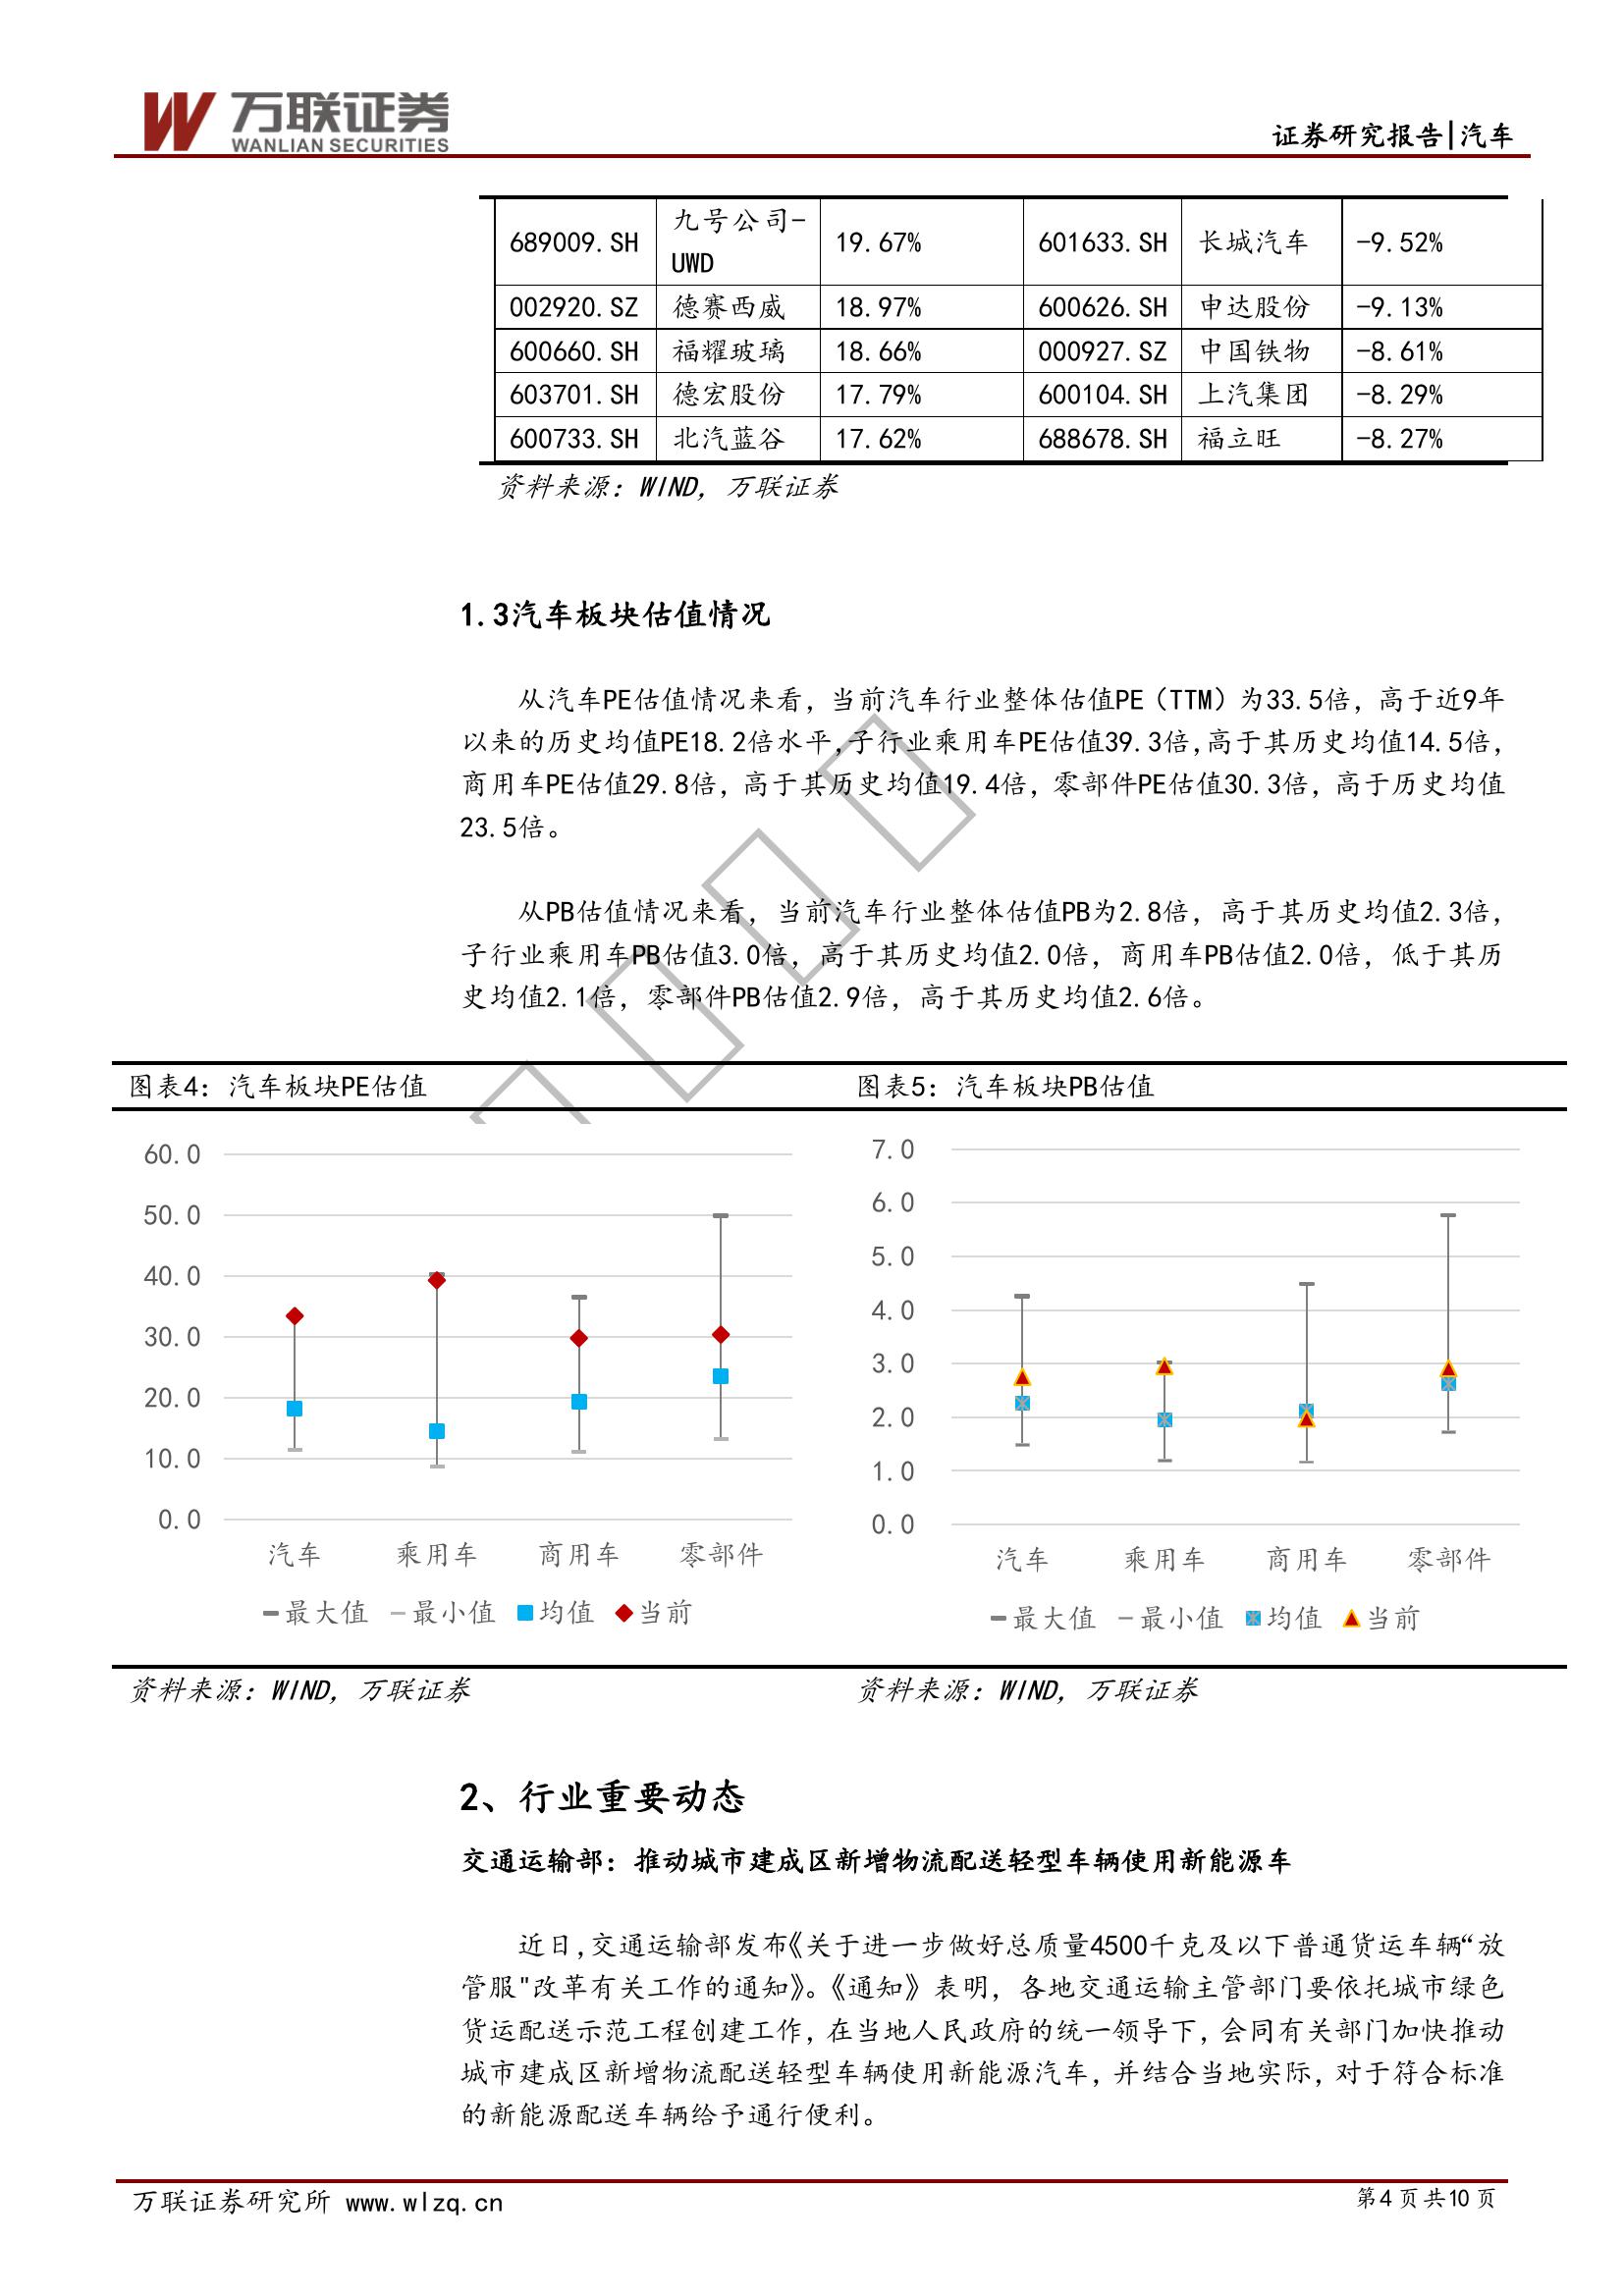 万联证券
WANLIAN SECURITIES
证券研究报告|汽车
689009.SH 九号公司-UWD 19.67% 601633.SH 长城汽车 -9.52%
002920.SZ 德赛西威 18.97% 600626.SH 申达股份 -9.13%
600660.SH 福耀玻璃 18.66% 000927.SZ 中国铁物 -8.61%
603701.SH 德宏股份 17.79% 600104.SH 上汽集团 -8.29%
600733.SH 北汽蓝谷 17.62% 688678.SH 福立旺 -8.27%
资料来源：WIND，万联证券
1.3汽车板块估值情况
从汽车PE估值情况来看，当前汽车行业整体估值PE（TTM）为33.5倍，高于近9年
以来的历史均值PE18.2倍水平，子行业乘用车PE估值39.3倍，高于其历史均值14.5倍，
商用车PE估值29.8倍，高于其历史均值19.4倍，零部件PE估值30.3倍，高于历史均值
23.5倍。
从PB估值情况来看，当前汽车行业整体估值PB为2.8倍，高于其历史均值2.3倍，
子行业乘用车PB估值3.0倍，高于其历史均值2.0倍，商用车PB估值2.0倍，低于其历
史均值2.1倍，零部件PB估值2.9倍，高于其历史均值2.6倍。
图表4：汽车板块PE估值
60.0
50.0
40.0
30.0
20.0
10.0
0.0
汽车 乘用车 商用车 零部件
最大值 最小值 均值 当前
资料来源：WIND，万联证券
图表5：汽车板块PB估值
7.0
6.0
5.0
4.0
3.0
2.0
1.0
0.0
汽车 乘用车 商用车 零部件
最大值 最小值 均值 当前
资料来源：WIND，万联证券
2、行业重要动态
交通运输部：推动城市建成区新增物流配送轻型车辆使用新能源车
近日，交通运输部发布《关于进一步做好总质量4500千克及以下普通货运车辆“放
管服"改革有关工作的通知》。《通知》表明，各地交通运输主管部门要依托城市绿色
货运配送示范工程创建工作，在当地人民政府的统一领导下，会同有关部门加快推动
城市建成区新增物流配送轻型车辆使用新能源汽车，并结合当地实际，对于符合标准
的新能源配送车辆给予通行便利。
万联证券研究所 www.wlzq.cn
第4页共10页